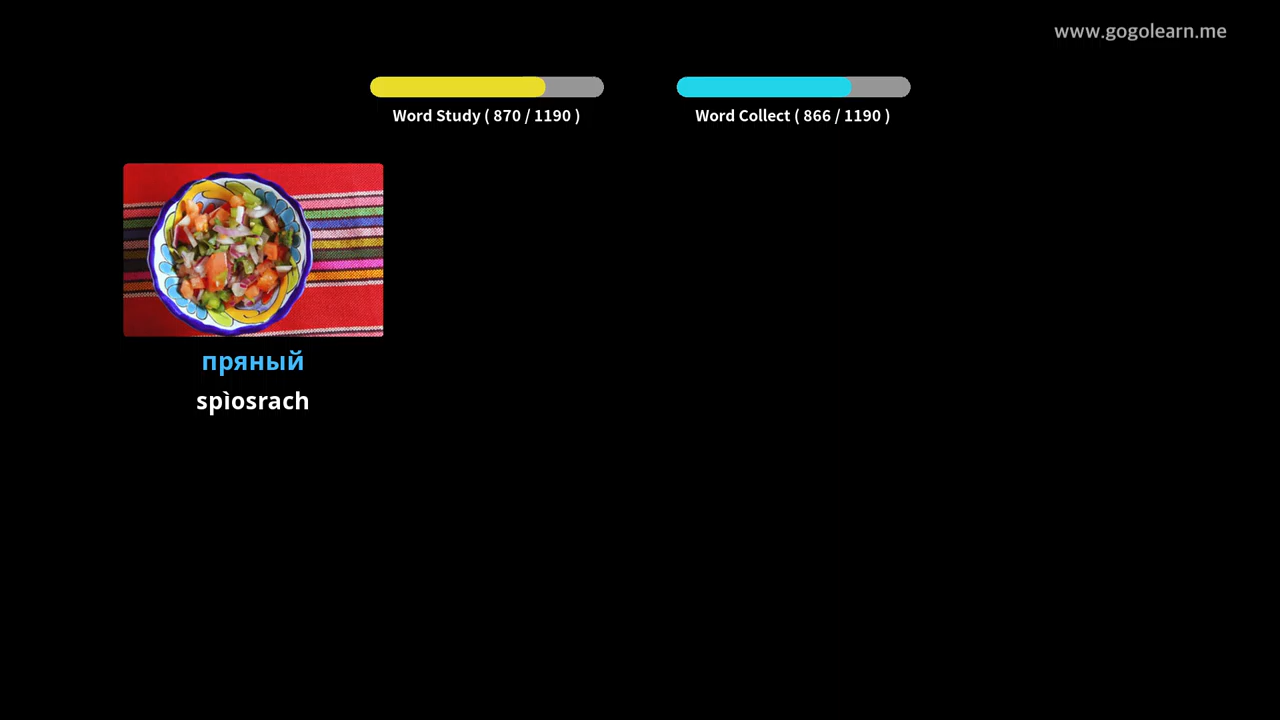 www.gogolearn.me
Word Study ( 870 / 1190 )
Word Collect ( 866 / 1190 )
пряный
spìosrach